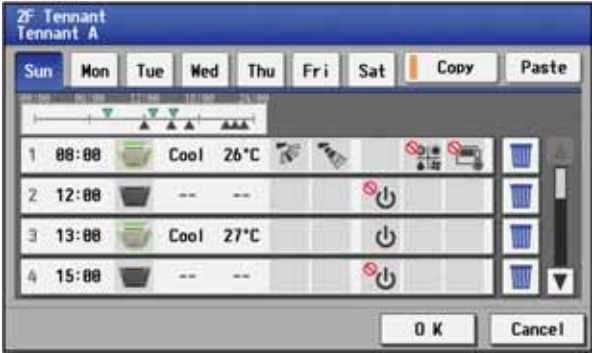 2F Tennant
Tennant A
Sun Mon Tue Wed Thu Fri Sat Copy Paste
1 08:00 Cool 26°C
2 12:00 -- --
3 13:00 Cool 27°C
4 15:00 -- --
OK Cancel